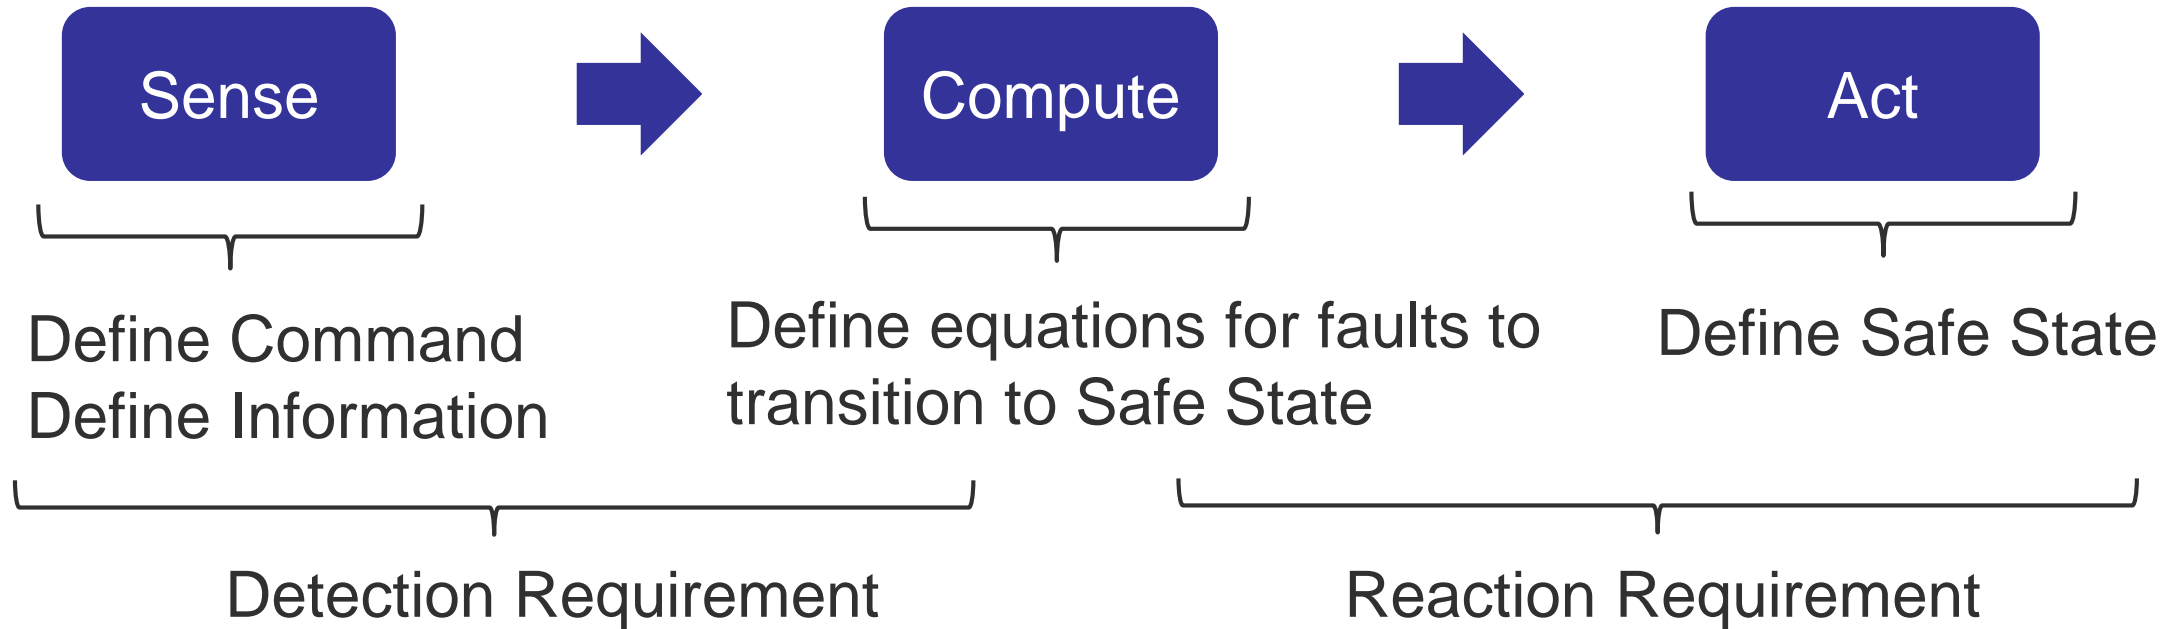 Sense
Compute
Act
Define Command
Define Information
Define equations for faults to
transition to Safe State
Define Safe State
Detection Requirement
Reaction Requirement